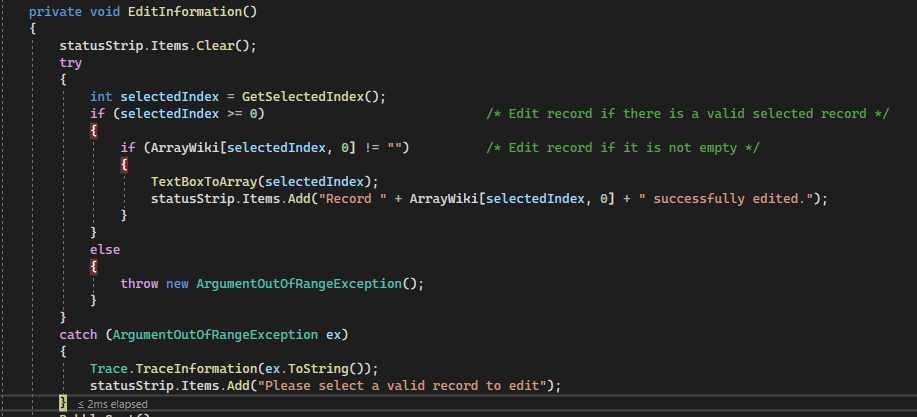 private void EditInformation()
{
statusStrip.Items.Clear();
try
{
int selectedIndex = GetSelectedIndex();
if (selectedIndex >= 0) /* Edit record if there is a valid selected record */
{
if (ArrayWiki[selectedIndex, 0] != "") /* Edit record if it is not empty */
{
TextBoxToArray(selectedIndex);
statusStrip.Items.Add("Record " + ArrayWiki[selectedIndex, 0] + " successfully edited.");
}
}
else
{
throw new ArgumentOutOfRangeException();
}
}
catch (ArgumentOutOfRangeException ex)
{
Trace.TraceInformation(ex.ToString());
statusStrip.Items.Add("Please select a valid record to edit");
} ≤ 2ms elapsed